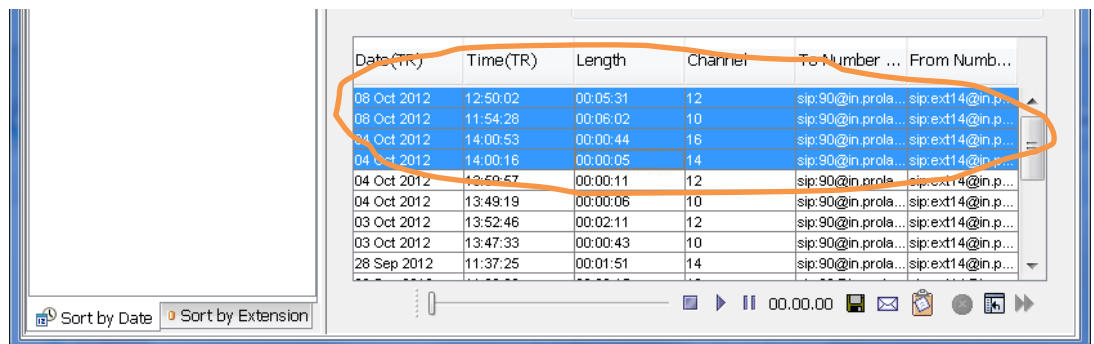 Date(TR) Time(TR) Length Channel To Number ... From Numb...
08 Oct 2012 12:50:02 00:05:31 12 sip:90@in.prola... sip:ext14@in.p...
08 Oct 2012 11:54:28 00:06:02 10 sip:90@in.prola... sip:ext14@in.p...
04 Oct 2012 14:00:53 00:00:44 16 sip:90@in.prola... sip:ext14@in.p...
04 Oct 2012 14:00:16 00:00:05 14 sip:90@in.prola... sip:ext14@in.p...
04 Oct 2012 13:59:57 00:00:11 12 sip:90@in.prola... sip:ext14@in.p...
04 Oct 2012 13:49:19 00:00:06 10 sip:90@in.prola... sip:ext14@in.p...
03 Oct 2012 13:52:46 00:02:11 12 sip:90@in.prola... sip:ext14@in.p...
03 Oct 2012 13:47:33 00:00:43 10 sip:90@in.prola... sip:ext14@in.p...
28 Sep 2012 11:37:25 00:01:51 14 sip:90@in.prola... sip:ext14@in.p...
00.00.00
Sort by Date Sort by Extension